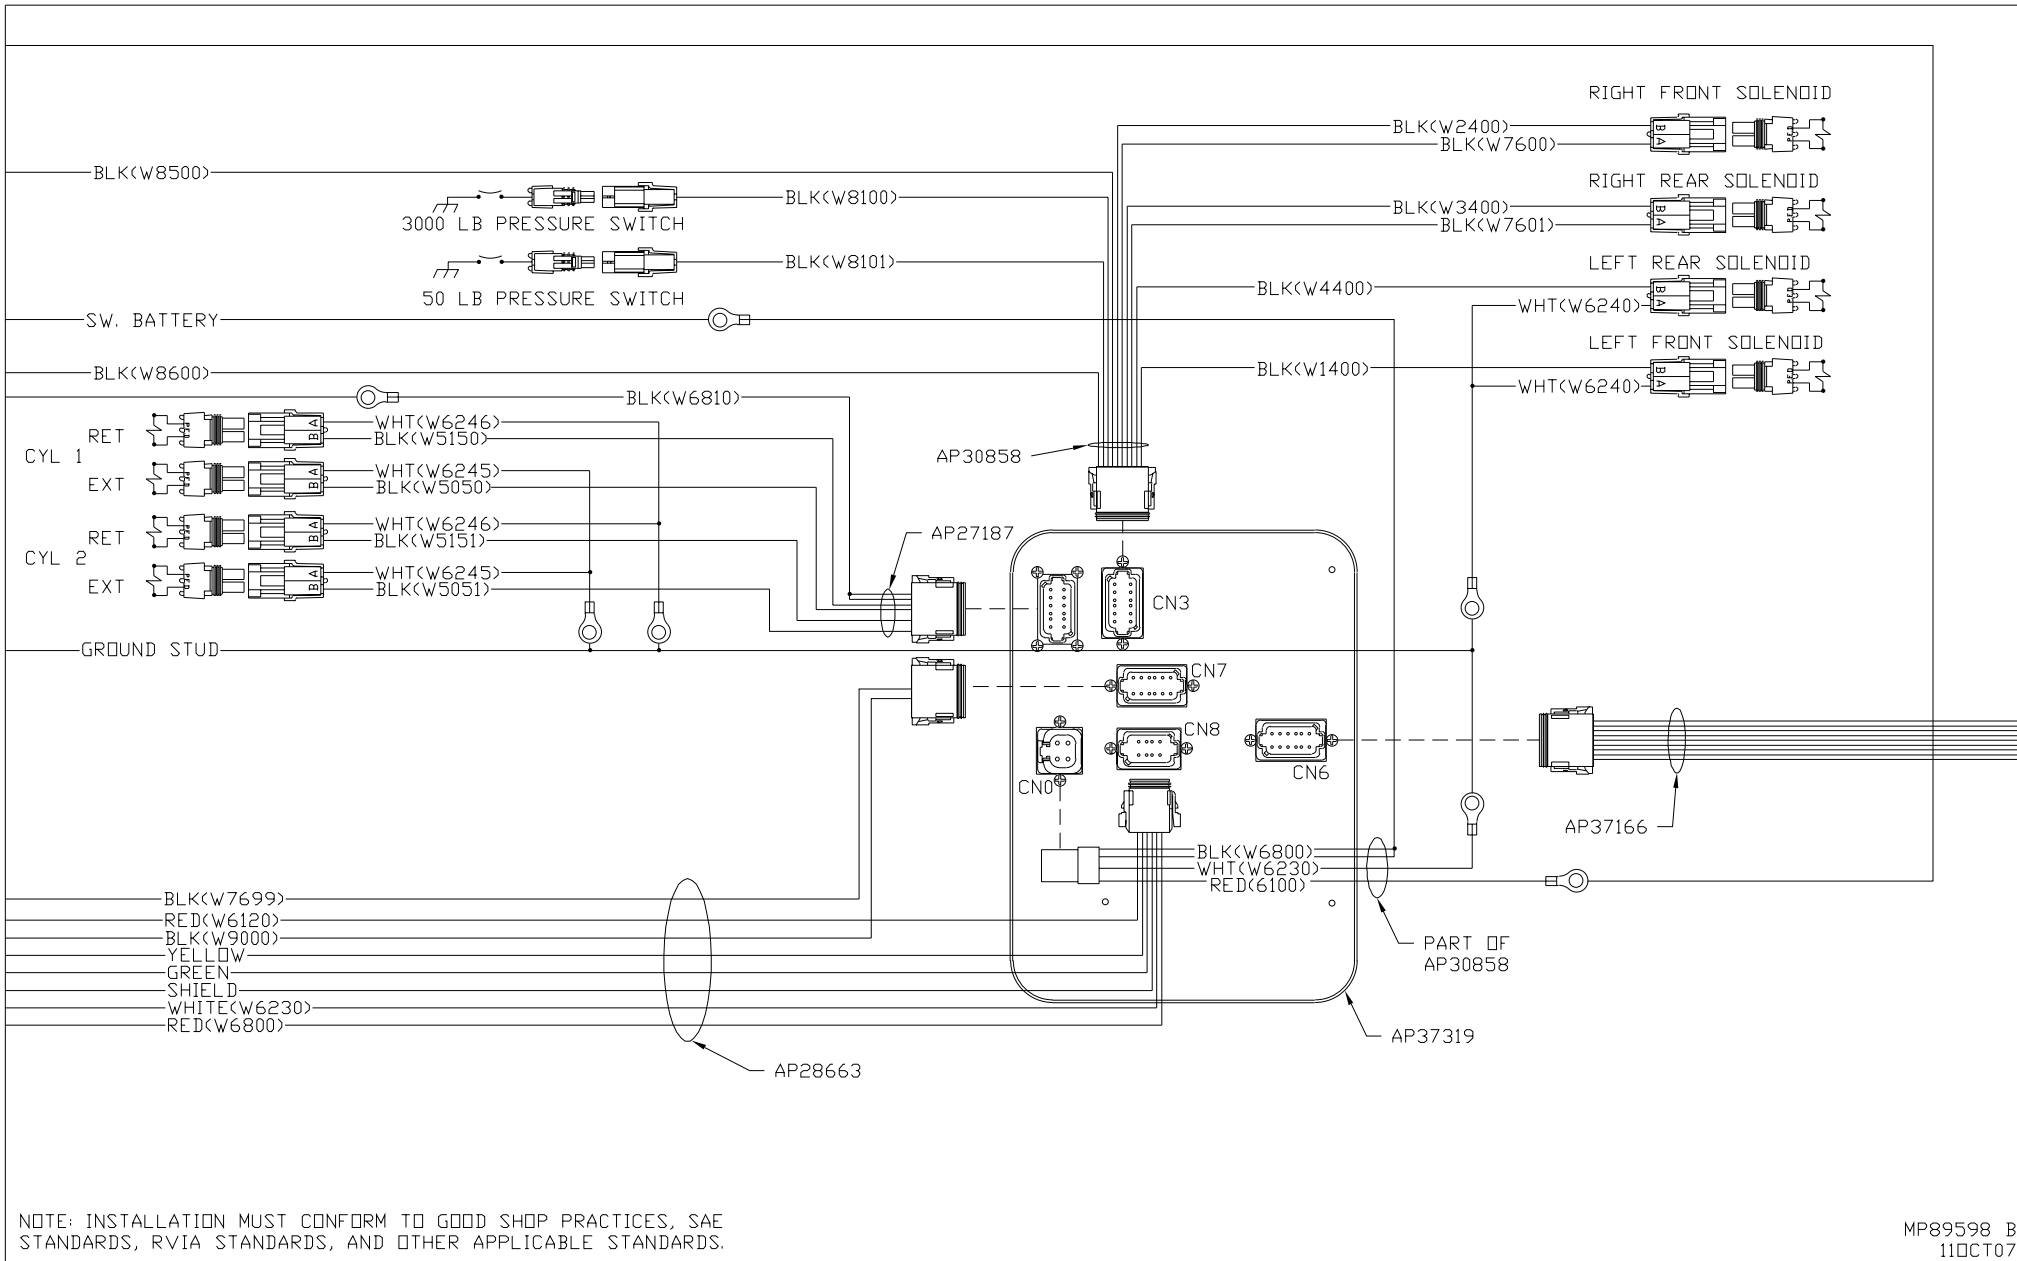 RIGHT FRONT SOLENOID
BLK(W2400)
BLK(W7600)
B
A
BLK(W8500)
RIGHT REAR SOLENOID
BLK(W8100)
BLK(W3400)
BLK(W7601)
B
A
3000 LB PRESSURE SWITCH
BLK(W8101)
LEFT REAR SOLENOID
50 LB PRESSURE SWITCH
BLK(W4400)
WHT(W6240)
B
A
SW. BATTERY
LEFT FRONT SOLENOID
BLK(W8600)
BLK(W1400)
WHT(W6240)
B
A
BLK(W6810)
CYL 1
RET
A
B
WHT(W6246)
BLK(W5150)
EXT
A
B
WHT(W6245)
BLK(W5050)
AP30858
CYL 2
RET
A
B
WHT(W6246)
BLK(W5151)
EXT
A
B
WHT(W6245)
BLK(W5051)
AP27187
CN3
GROUND STUD
CN7
CN8
CN6
CN0
AP37166
BLK(W6800)
WHT(W6230)
RED(6100)
BLK(W7699)
RED(W6120)
BLK(W9000)
YELLOW
GREEN
SHIELD
WHITE(W6230)
RED(W6800)
PART OF
AP30858
AP37319
AP28663
NOTE: INSTALLATION MUST CONFORM TO GOOD SHOP PRACTICES, SAE
STANDARDS, RVIA STANDARDS, AND OTHER APPLICABLE STANDARDS.
MP89598 B
11OCT07